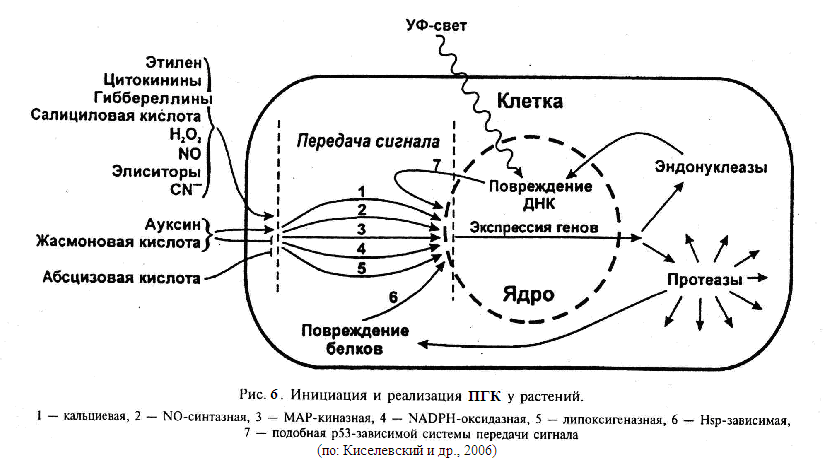 УФ-свет
Этилен
Цитокинины
Гиббереллины
Салициловая кислота
H₂O₂
NO
Элиситоры
CN⁻
Ауксин
Жасмоновая кислота
Абсцизовая кислота
Клетка
Передача сигнала
1
2
3
4
5
6
7
Повреждение
ДНК
Экспрессия генов
Ядро
Эндонуклеазы
Протеазы
Повреждение
белков
Рис. 6. Инициация и реализация ПГК у растений.
1 — кальциевая, 2 — NO-синтазная, 3 — МАР-киназная, 4 — NADPH-оксидазная, 5 — липоксигеназная, 6 — Hsp-зависимая,
7 — подобная р53-зависимой системы передачи сигнала
(по: Киселевский и др., 2006)